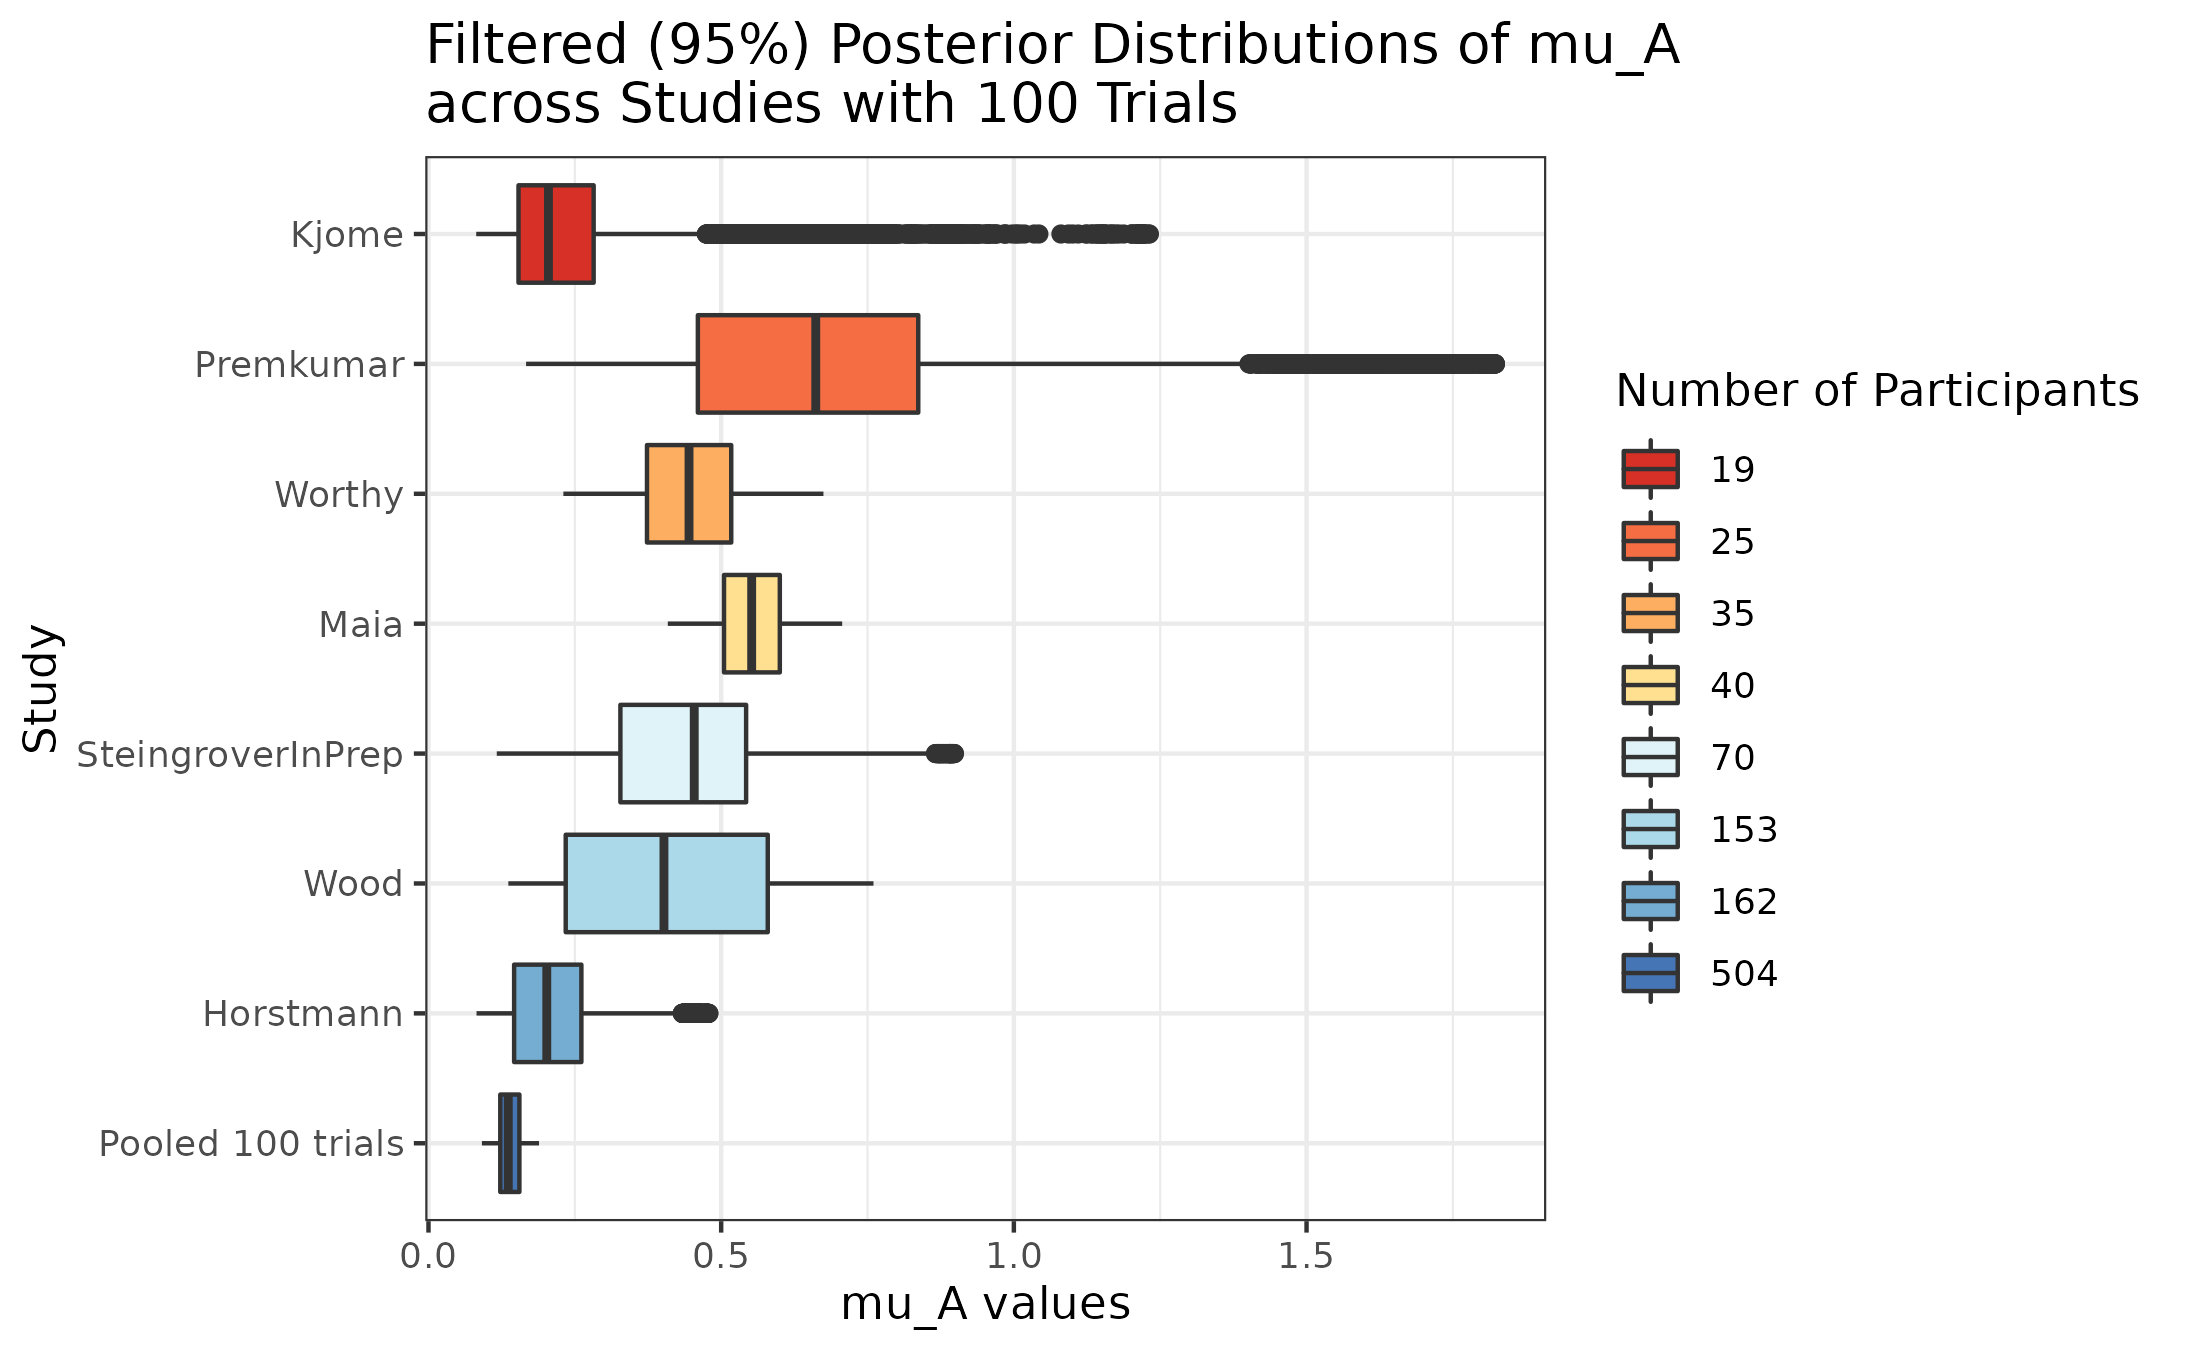 Filtered (95%) Posterior Distributions of mu_A
across Studies with 100 Trials
Study
Kjome
Premkumar
Worthy
Maia
SteingroverInPrep
Wood
Horstmann
Pooled 100 trials
0.0 0.5 1.0 1.5
mu_A values
Number of Participants
19
25
35
40
70
153
162
504